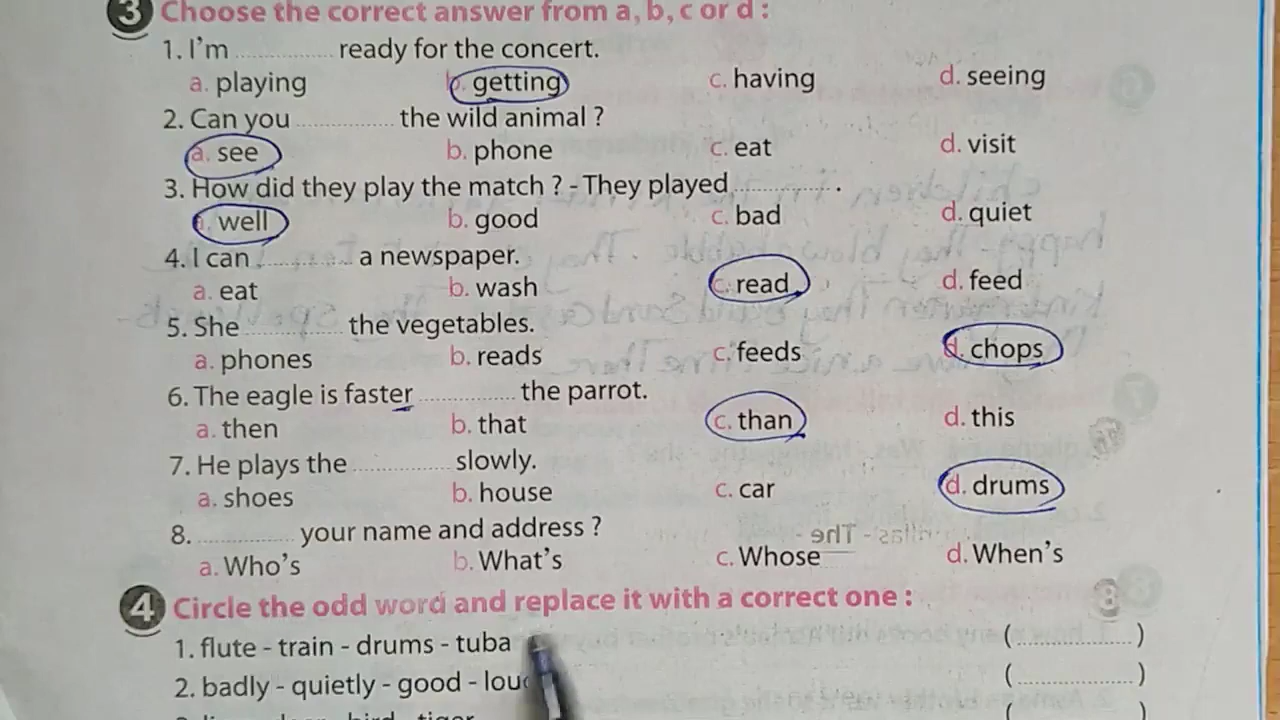 3 Choose the correct answer from a, b, c or d :
1. I'm ............... ready for the concert.
a. playing b. getting c. having d. seeing
2. Can you ............... the wild animal ?
a. see b. phone c. eat d. visit
3. How did they play the match ? - They played ............... .
a. well b. good c. bad d. quiet
4. I can ............... a newspaper.
a. eat b. wash c. read d. feed
5. She ............... the vegetables.
a. phones b. reads c. feeds d. chops
6. The eagle is faster ............... the parrot.
a. then b. that c. than d. this
7. He plays the ............... slowly.
a. shoes b. house c. car d. drums
8. ............... your name and address ?
a. Who's b. What's c. Whose d. When's
4 Circle the odd word and replace it with a correct one :
1. flute - train - drums - tuba (...............)
2. badly - quietly - good - (...............)